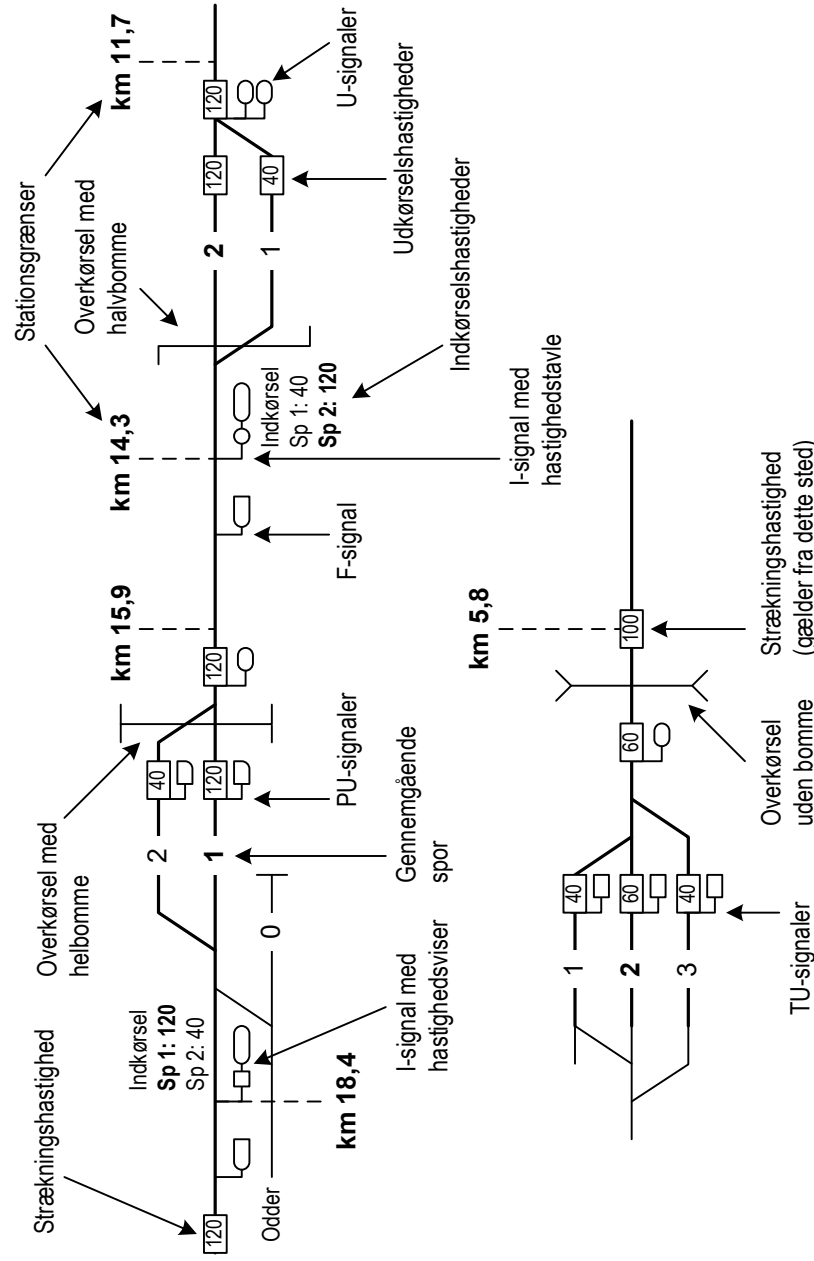 Strækningshastighed
120
Odder
Indkørsel
Sp 1: 120
Sp 2: 40
km 18,4
I-signal med
hastighedsviser
0
Overkørsel med
helbomme
2
40
1
120
PU-signaler
Gennemgående
spor
120
km 15,9
F-signal
Stationsgrænser
km 14,3
I-signal med
hastighedstavle
Indkørsel
Sp 1: 40
Sp 2: 120
Indkørselshastigheder
Overkørsel med
halvbomme
2
1
120
40
Udkørselshastigheder
120
U-signaler
km 11,7
1
2
3
40
60
40
TU-signaler
60
Overkørsel
uden bomme
km 5,8
100
Strækningshastighed
(gælder fra dette sted)